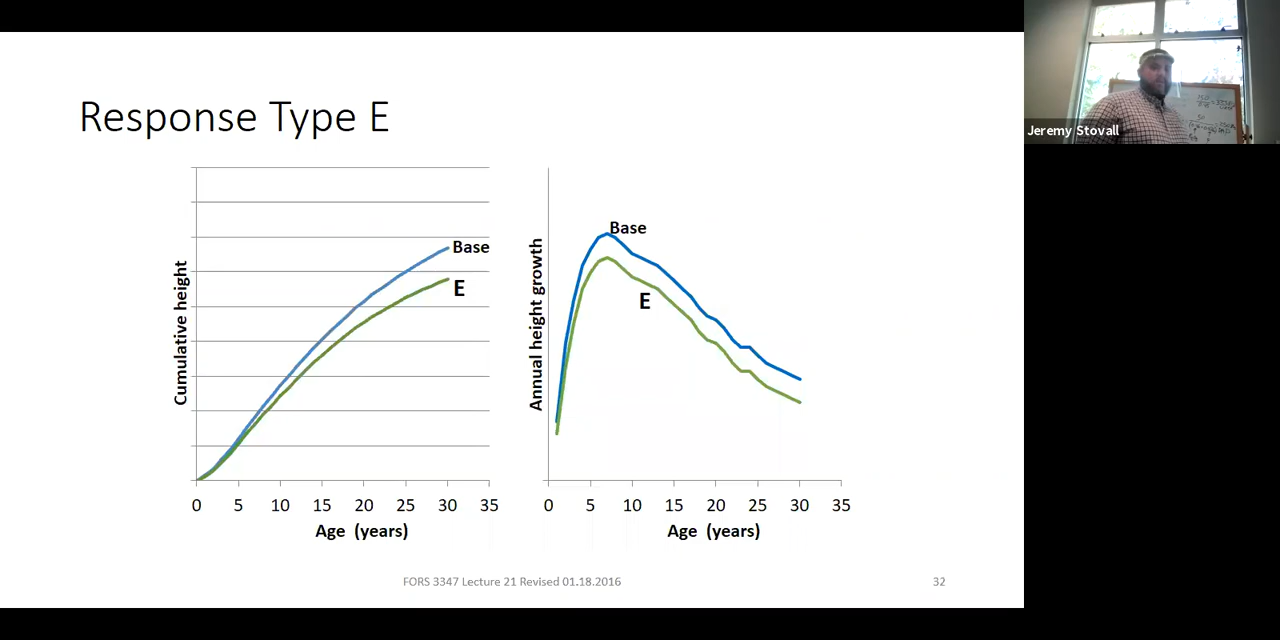 Response Type E
Cumulative height
Base
E
0 5 10 15 20 25 30 35
Age (years)
Annual height growth
Base
E
0 5 10 15 20 25 30 35
Age (years)
FORS 3347 Lecture 21 Revised 01.18.2016
32
Jeremy Stovall